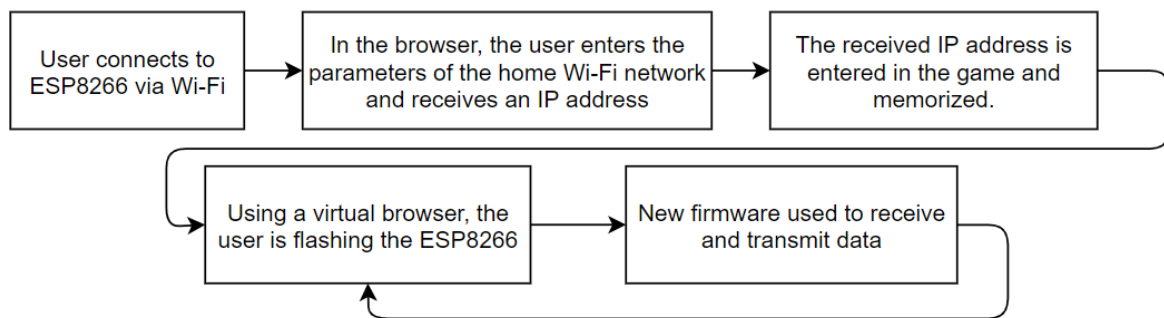 User connects to
ESP8266 via Wi-Fi
In the browser, the user enters the
parameters of the home Wi-Fi network
and receives an IP address
The received IP address is
entered in the game and
memorized.
Using a virtual browser, the
user is flashing the ESP8266
New firmware used to receive
and transmit data